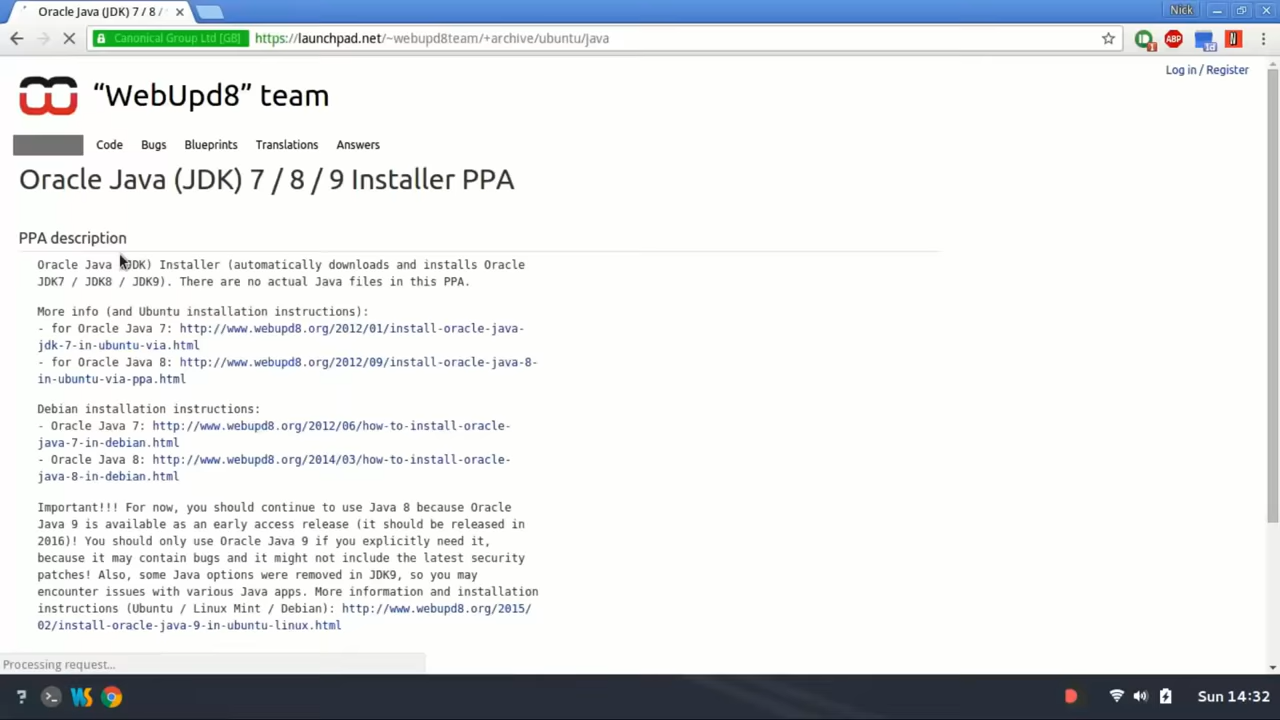 Oracle Java (JDK) 7 / 8 /
Nick
Canonical Group Ltd [GB]
https://launchpad.net/~webupd8team/+archive/ubuntu/java
1
ABP
1d
N
Log in / Register
“WebUpd8” team
Code Bugs Blueprints Translations Answers
Oracle Java (JDK) 7 / 8 / 9 Installer PPA
PPA description
Oracle Java (JDK) Installer (automatically downloads and installs Oracle
JDK7 / JDK8 / JDK9). There are no actual Java files in this PPA.
More info (and Ubuntu installation instructions):
- for Oracle Java 7: http://www.webupd8.org/2012/01/install-oracle-java-
jdk-7-in-ubuntu-via.html
- for Oracle Java 8: http://www.webupd8.org/2012/09/install-oracle-java-8-
in-ubuntu-via-ppa.html
Debian installation instructions:
- Oracle Java 7: http://www.webupd8.org/2012/06/how-to-install-oracle-
java-7-in-debian.html
- Oracle Java 8: http://www.webupd8.org/2014/03/how-to-install-oracle-
java-8-in-debian.html
Important!!! For now, you should continue to use Java 8 because Oracle
Java 9 is available as an early access release (it should be released in
2016)! You should only use Oracle Java 9 if you explicitly need it,
because it may contain bugs and it might not include the latest security
patches! Also, some Java options were removed in JDK9, so you may
encounter issues with various Java apps. More information and installation
instructions (Ubuntu / Linux Mint / Debian): http://www.webupd8.org/2015/
02/install-oracle-java-9-in-ubuntu-linux.html
Processing request...
? >_ WS
Sun 14:32